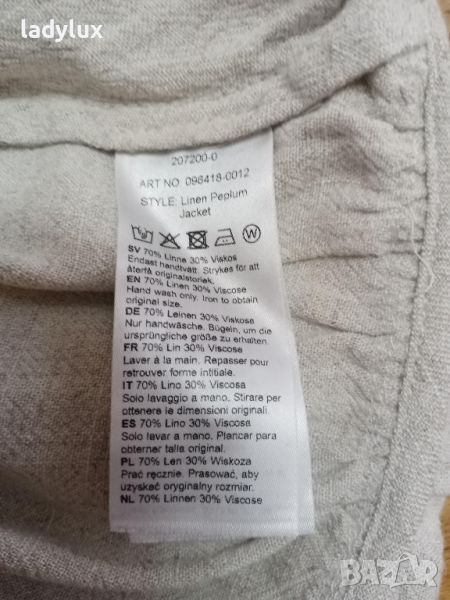 ladylux
207200-0
ART NO. 096418-0012
STYLE: Linen Peplum
Jacket
W
SV 70% Linne 30% Viskos
Endast handtvätt. Strykes för att
återfå originalstorlek.
EN 70% Linen 30% Viscose
Hand wash only. Iron to obtain
original size.
DE 70% Leinen 30% Viskose
Nur handwäsche. Bügeln, um die
ursprüngliche größe zu erhalten.
FR 70% Lin 30% Viscose
Laver à la main. Repasser pour
retrouver forme intitiale.
IT 70% Lino 30% Viscosa
Solo lavaggio a mano. Stirare per
ottenere le dimensioni originali.
ES 70% Lino 30% Viscosa
Solo lavar a mano. Planchar para
obtener talla original.
PL 70% Len 30% Wiskoza
Prać ręcznie. Prasować, aby
uzyskać oryginalny rozmiar.
NL 70% Linnen 30% Viscose
BAZAR